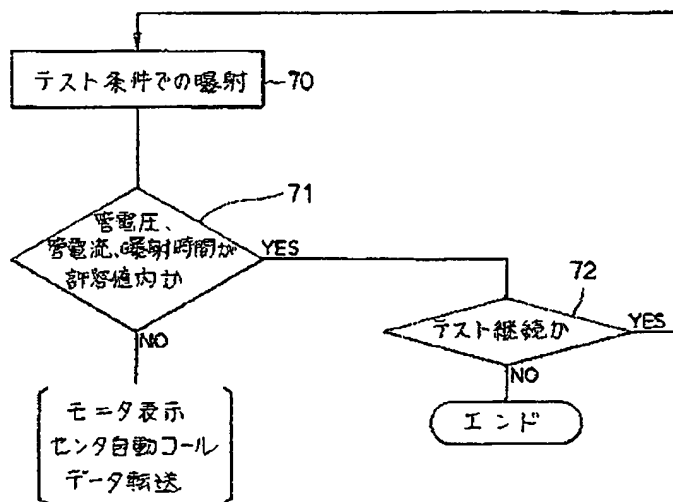 テスト条件での曝射
70
71
管電圧、
管電流、曝射時間が
許容値内か
YES
NO
72
テスト継続か
YES
NO
エンド
モニタ表示
センタ自動コール
データ転送